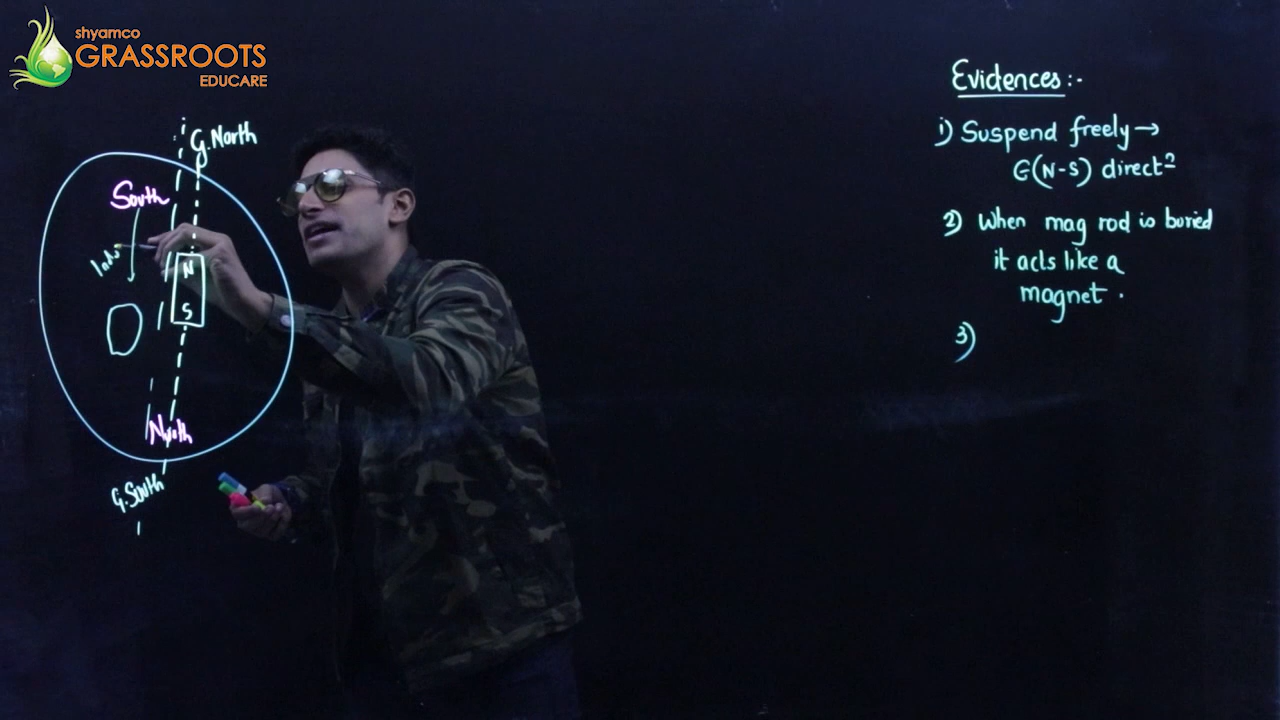 shyamco
GRASSROOTS
EDUCARE
Evidences:-
i) Suspend freely →
G(N-S) direct?
2) When mag rod is buried
it acts like a
magnet.
3)
G.North
South
N
S
North
G.South